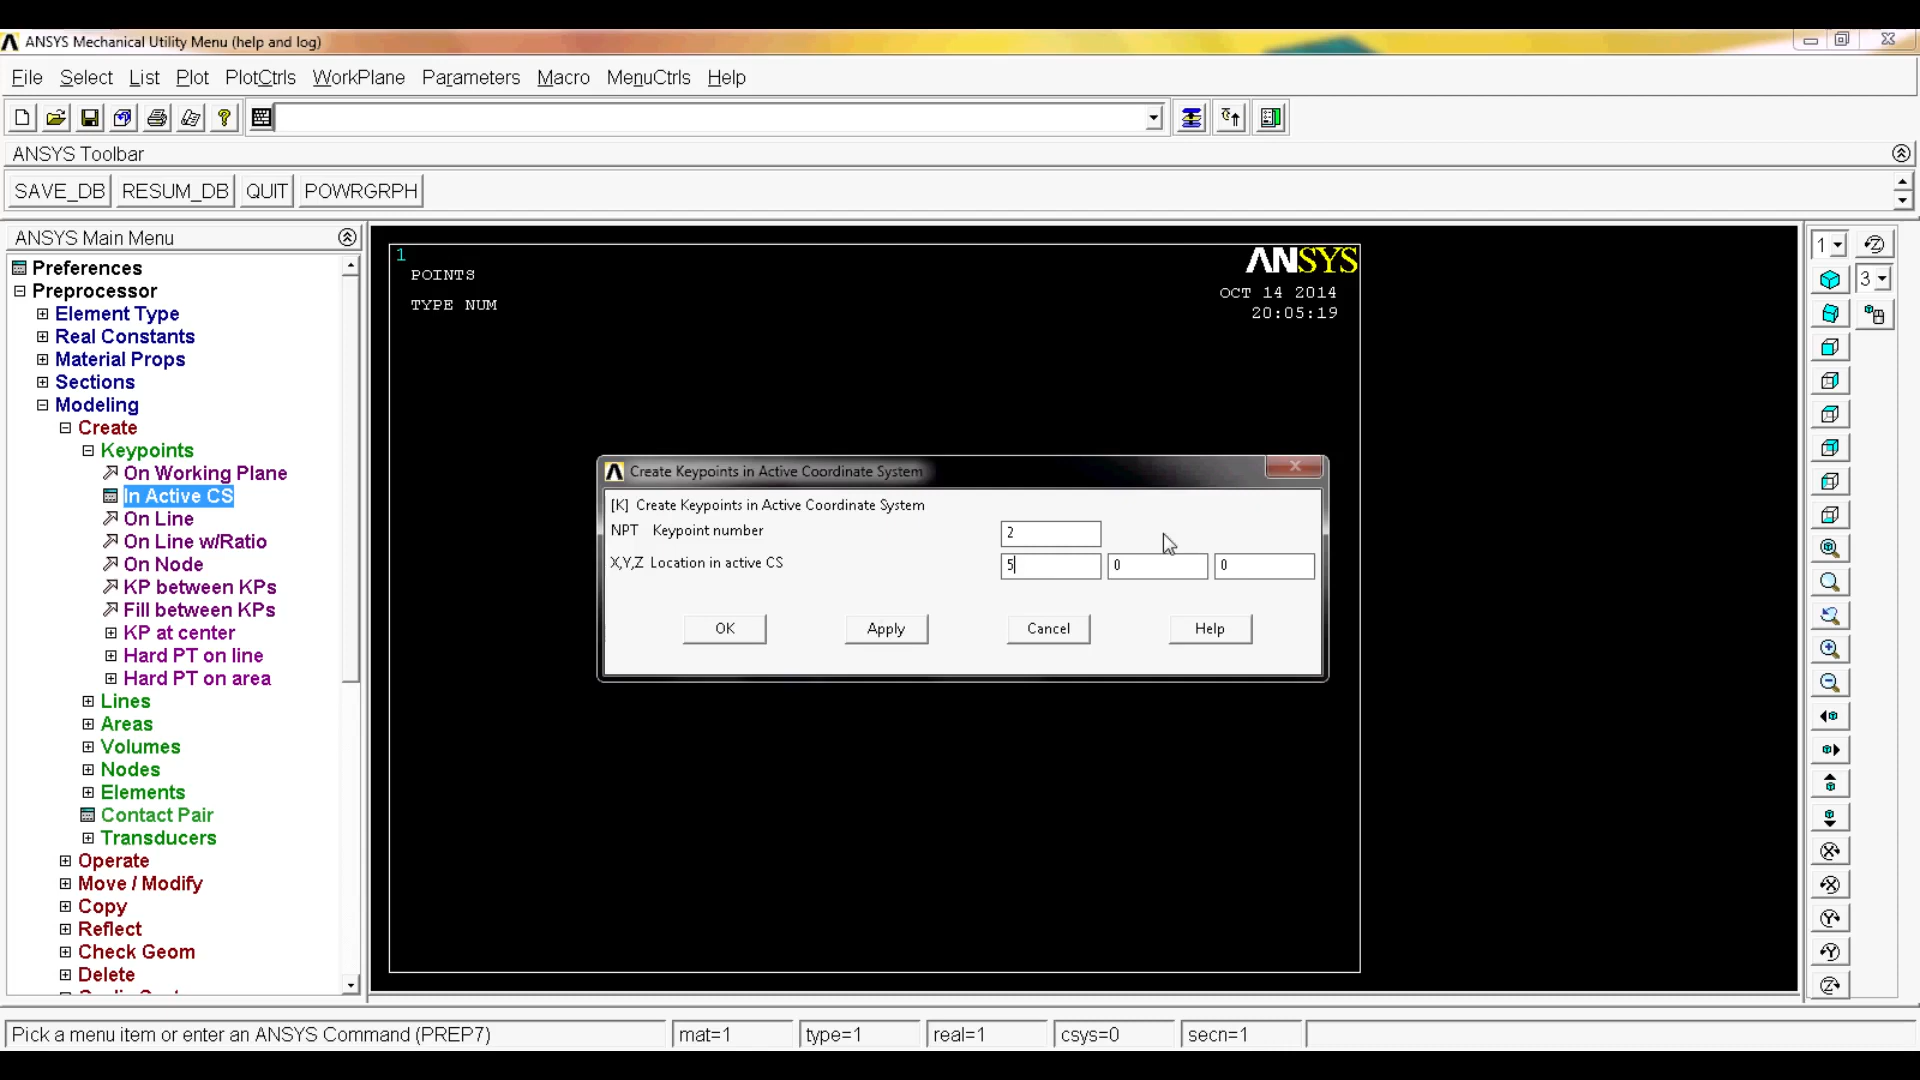 ANSYS Mechanical Utility Menu (help and log)
File Select List Plot PlotCtrls WorkPlane Parameters Macro MenuCtrls Help
ANSYS Toolbar
SAVE_DB RESUM_DB QUIT POWRGRPH
ANSYS Main Menu
Preferences
Preprocessor
Element Type
Real Constants
Material Props
Sections
Modeling
Create
Keypoints
On Working Plane
In Active CS
On Line
On Line w/Ratio
On Node
KP between KPs
Fill between KPs
KP at center
Hard PT on line
Hard PT on area
Lines
Areas
Volumes
Nodes
Elements
Contact Pair
Transducers
Operate
Move / Modify
Copy
Reflect
Check Geom
Delete
1
POINTS
TYPE NUM
ANSYS
OCT 14 2014
20:05:19
Create Keypoints in Active Coordinate System
[K] Create Keypoints in Active Coordinate System
NPT Keypoint number 2
X,Y,Z Location in active CS 5 0 0
OK Apply Cancel Help
1
3
Pick a menu item or enter an ANSYS Command (PREP7) mat=1 type=1 real=1 csys=0 secn=1